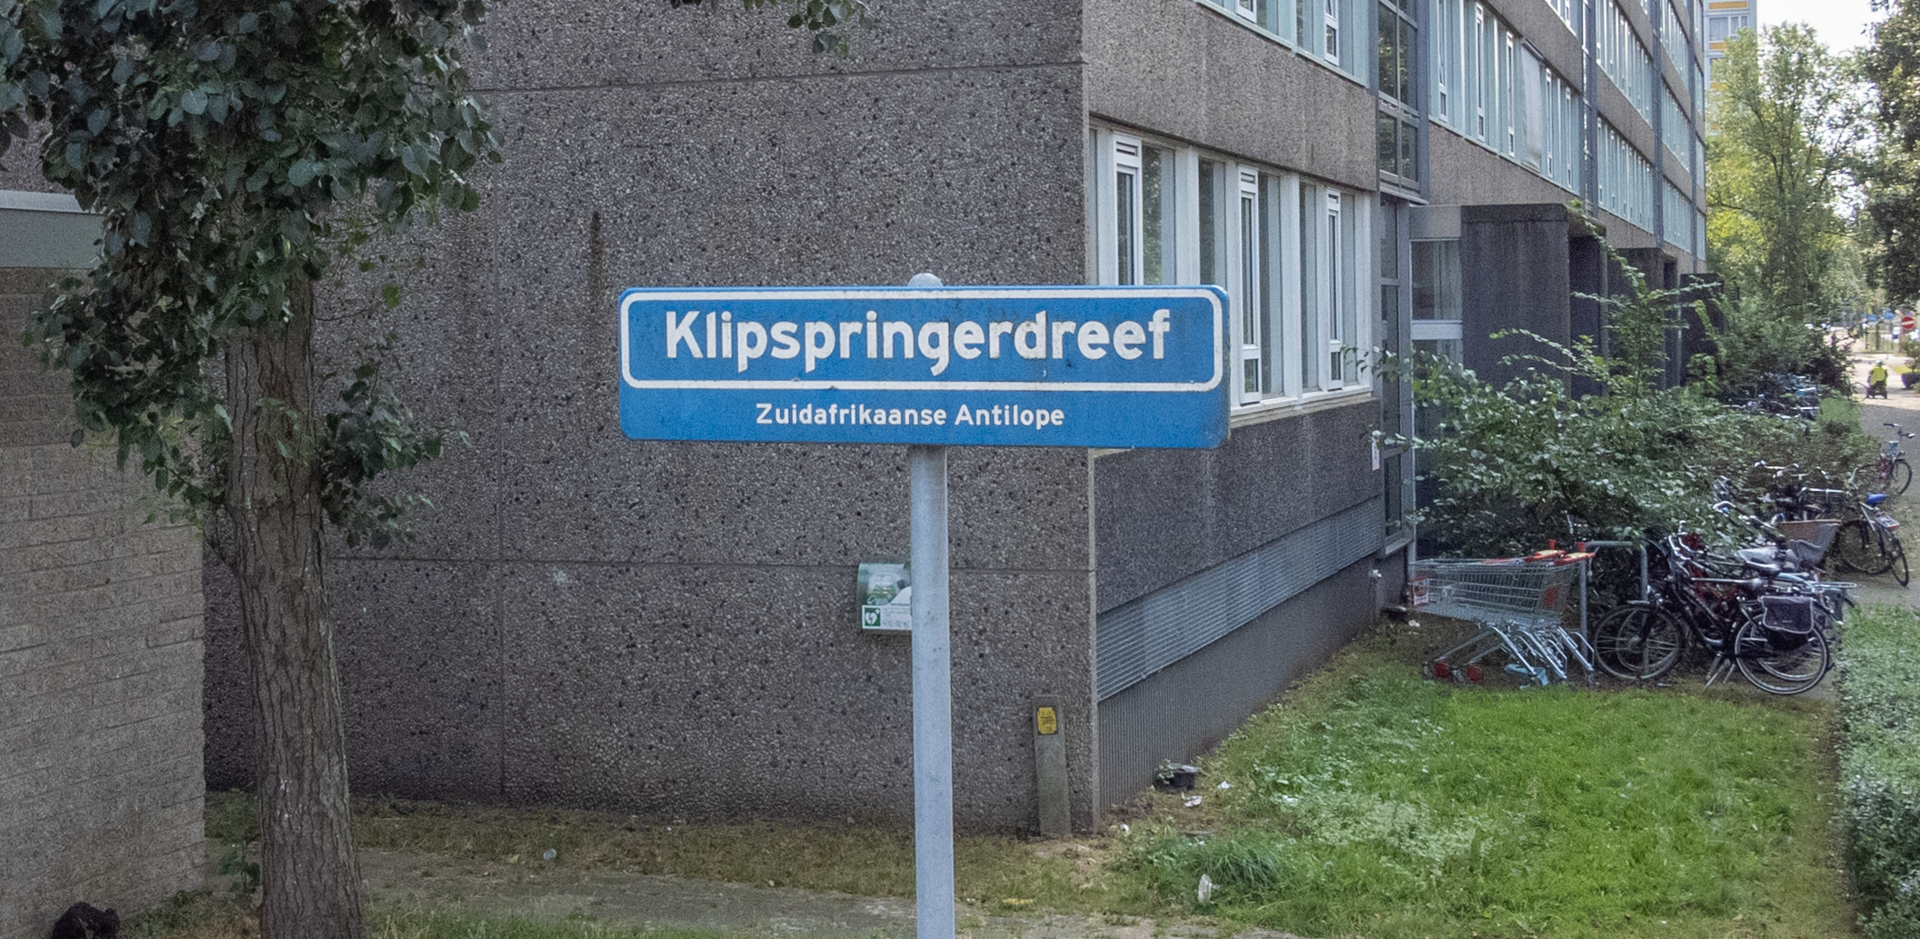 Klipspringerdreef
Zuidafrikaanse Antilope